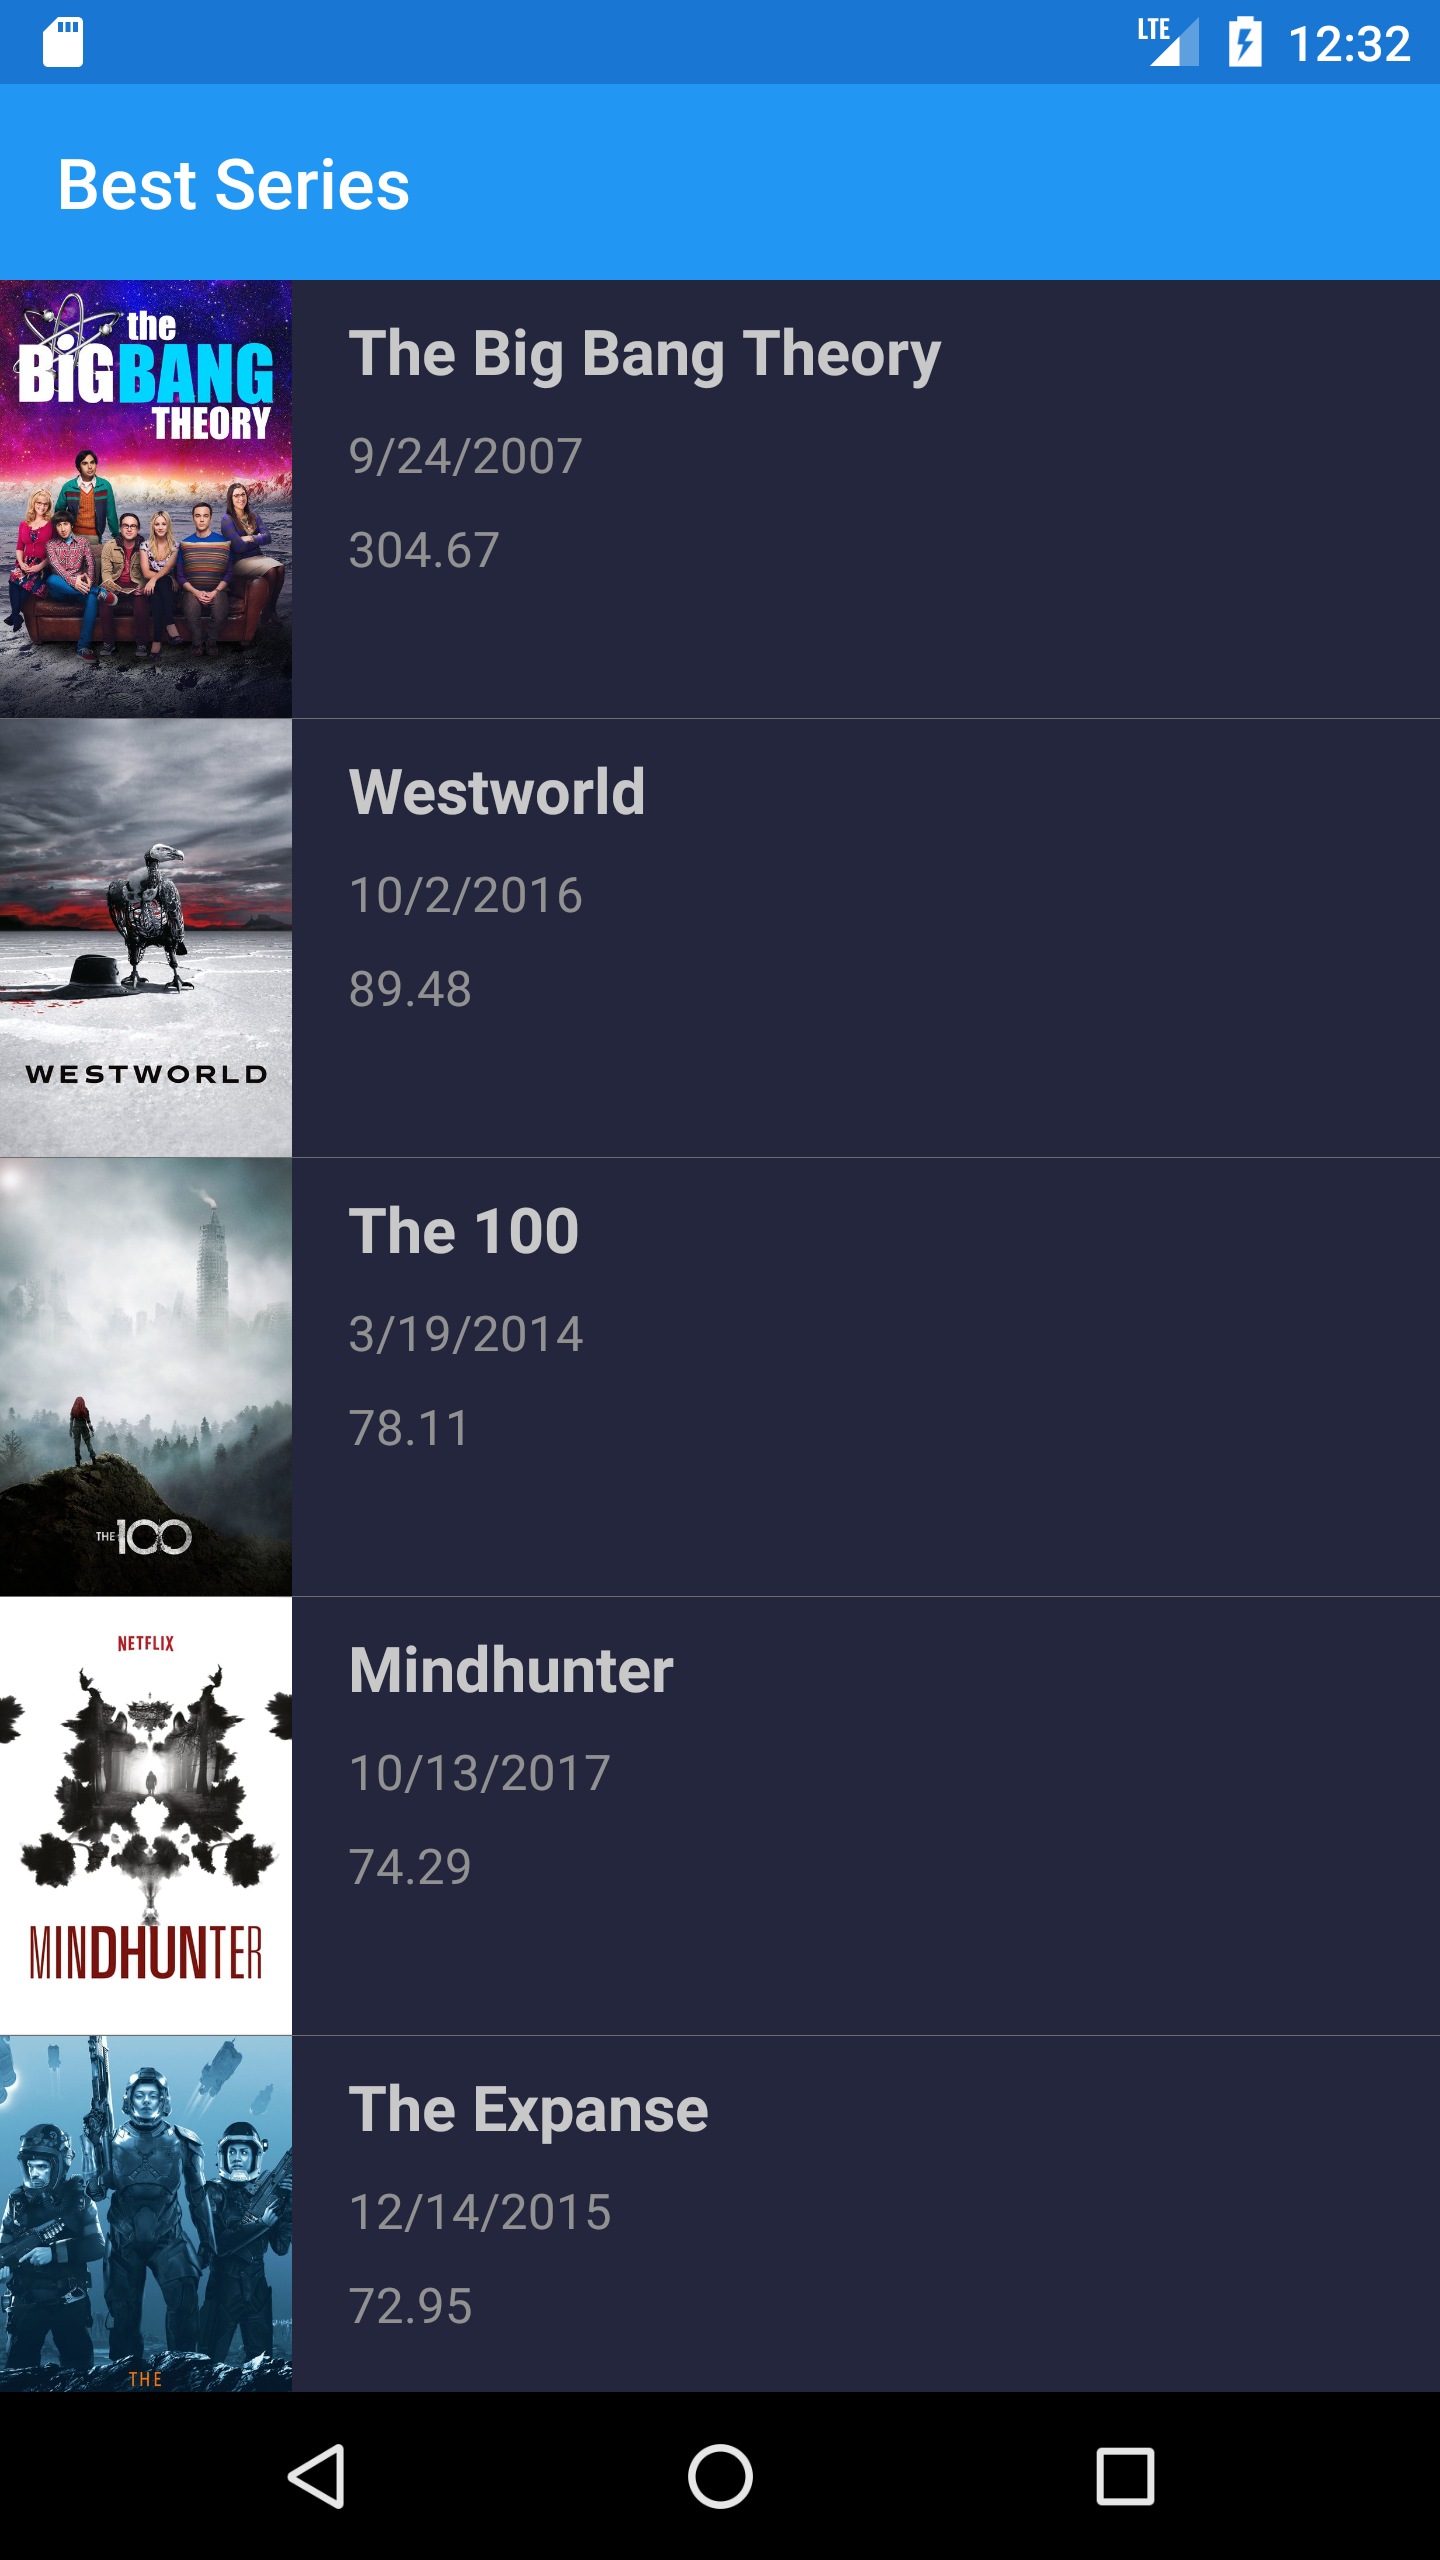 LTE 12:32
Best Series
the
BIGBANG
THEORY
The Big Bang Theory
9/24/2007
304.67
WESTWORLD
Westworld
10/2/2016
89.48
THE 100
The 100
3/19/2014
78.11
NETFLIX
MINDHUNTER
Mindhunter
10/13/2017
74.29
THE
The Expanse
12/14/2015
72.95